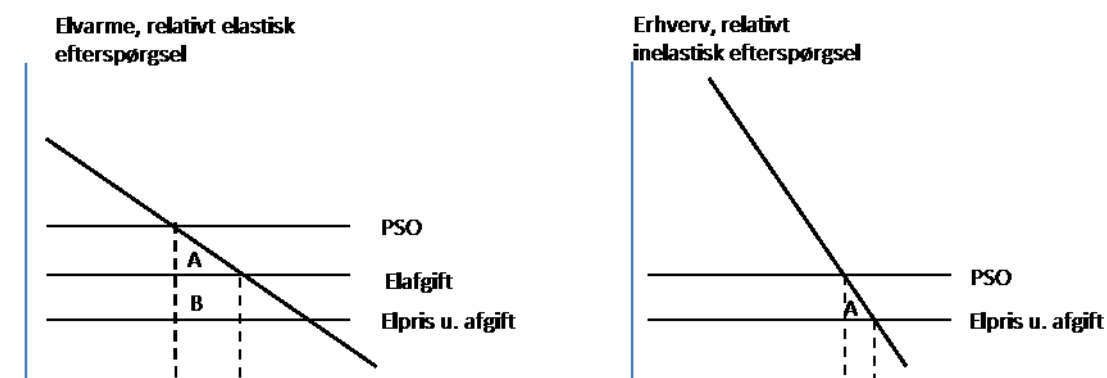 Elvarme, relativt elastisk
efterspørgsel
PSO
A
Elafgift
B
Elpris u. afgift
Erhverv, relativt
inelastisk efterspørgsel
PSO
A
Elpris u. afgift